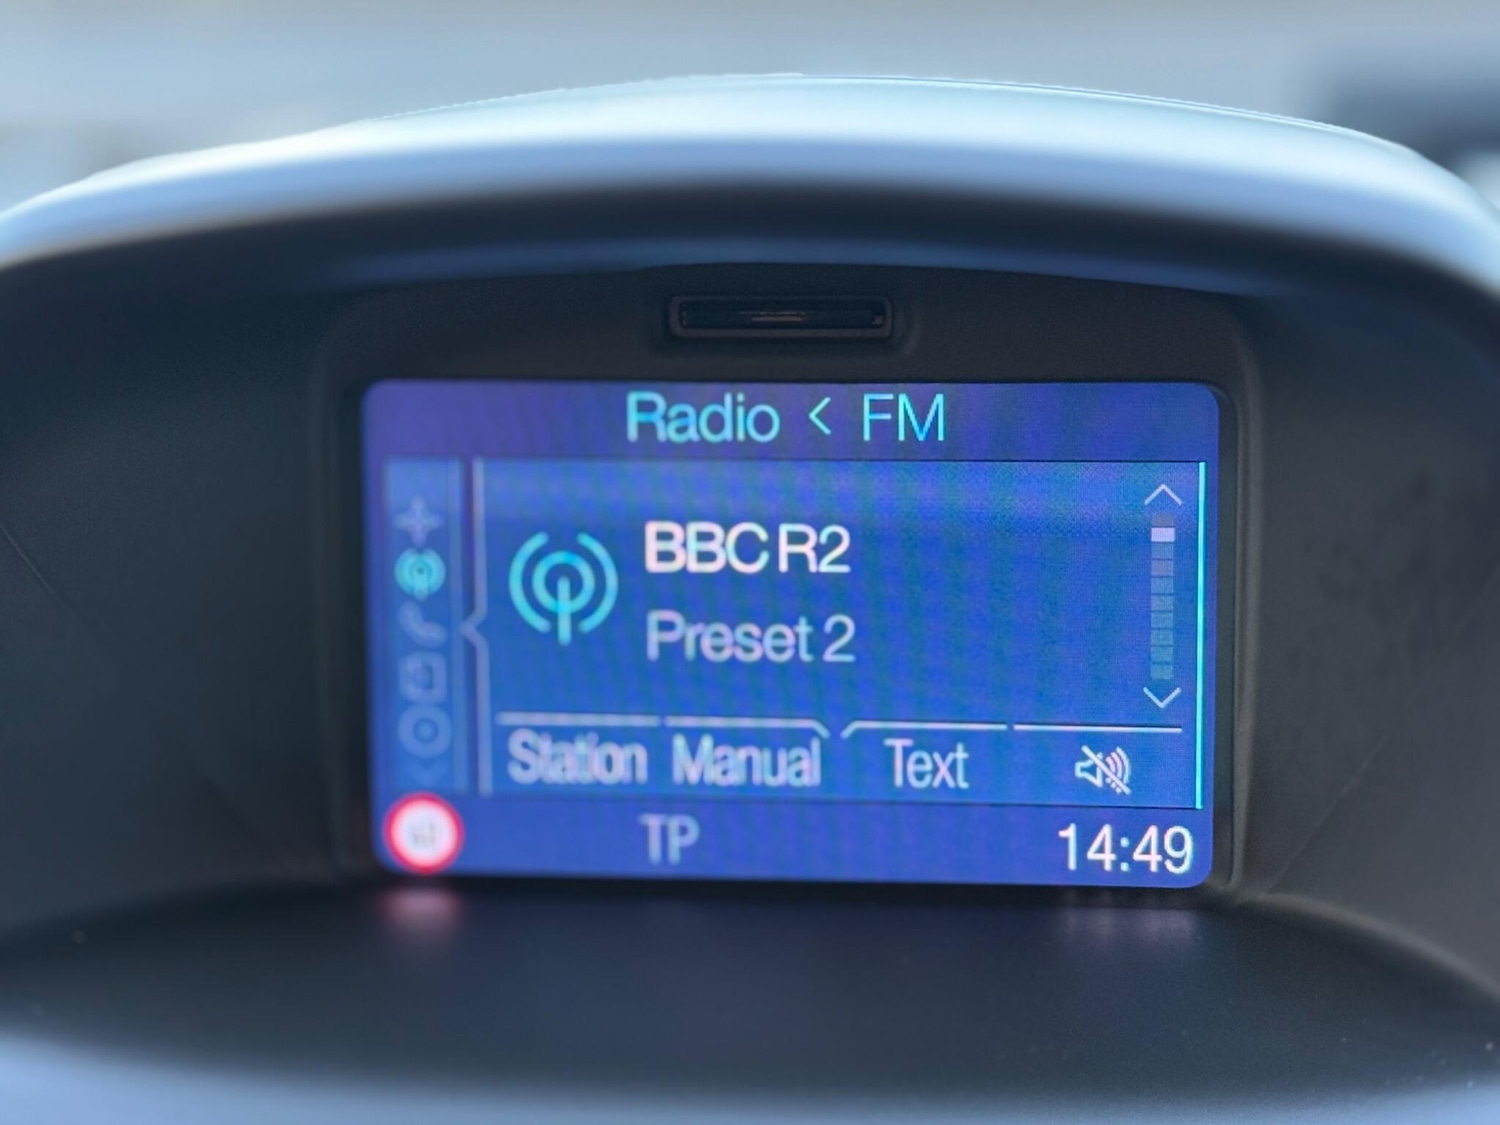 Radio < FM
BBC R2
Preset 2
Station Manual Text
TP 14:49